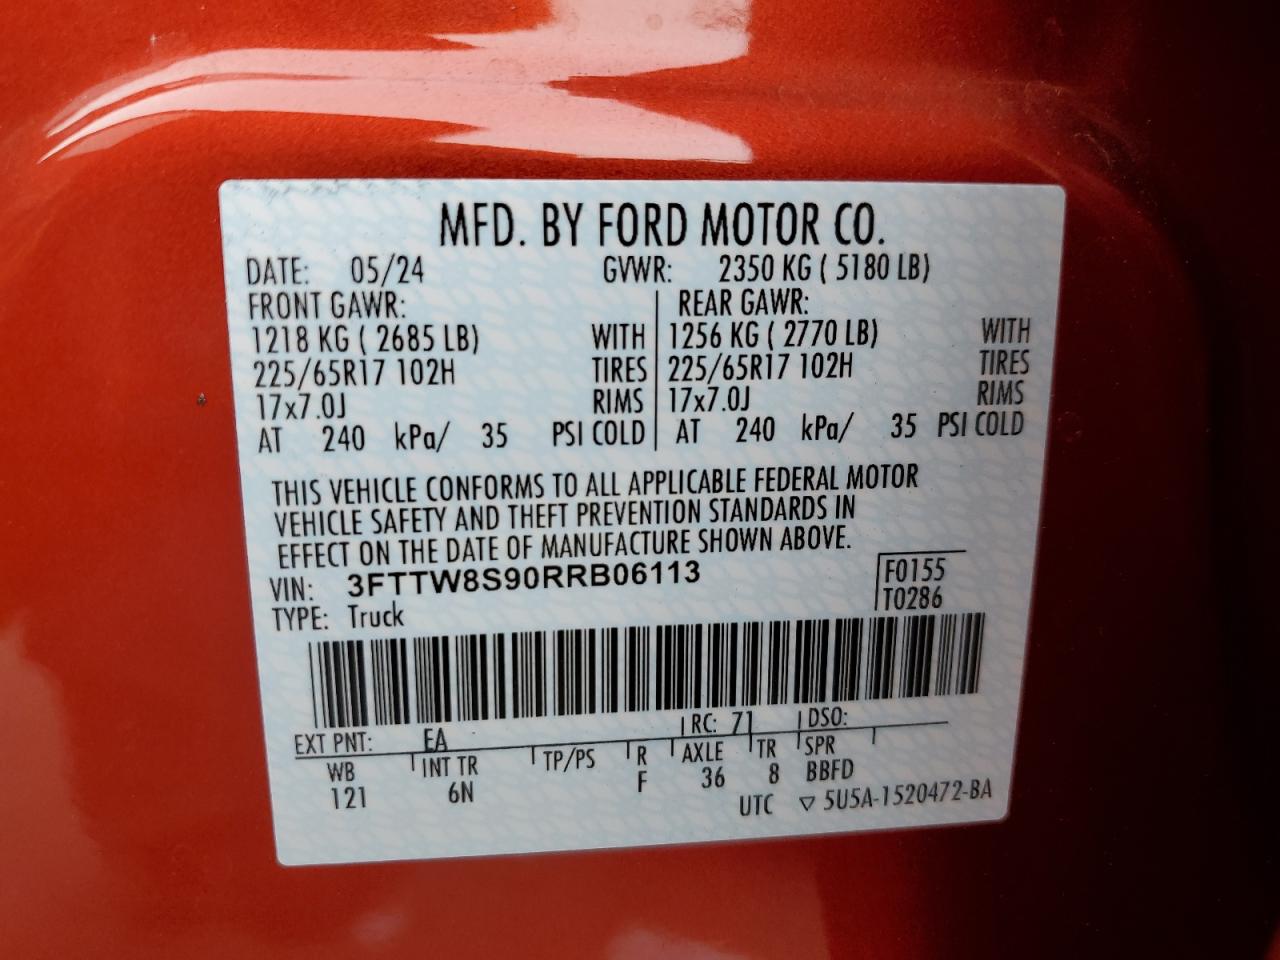 MFD. BY FORD MOTOR CO.
DATE: 05/24 GVWR: 2350 KG ( 5180 LB)
FRONT GAWR: REAR GAWR:
1218 KG ( 2685 LB) WITH 1256 KG ( 2770 LB) WITH
225/65R17 102H TIRES 225/65R17 102H TIRES
17x7.0J RIMS 17x7.0J RIMS
AT 240 kPa/ 35 PSI COLD AT 240 kPa/ 35 PSI COLD
THIS VEHICLE CONFORMS TO ALL APPLICABLE FEDERAL MOTOR
VEHICLE SAFETY AND THEFT PREVENTION STANDARDS IN
EFFECT ON THE DATE OF MANUFACTURE SHOWN ABOVE.
VIN: 3FTTW8S90RRB06113 F0155
TYPE: Truck T0286
EXT PNT: EA RC: 71 DSO:
WB INT TR TP/PS R AXLE TR SPR
121 6N F 36 8 BBFD
UTC ▽ 5U5A-1520472-BA